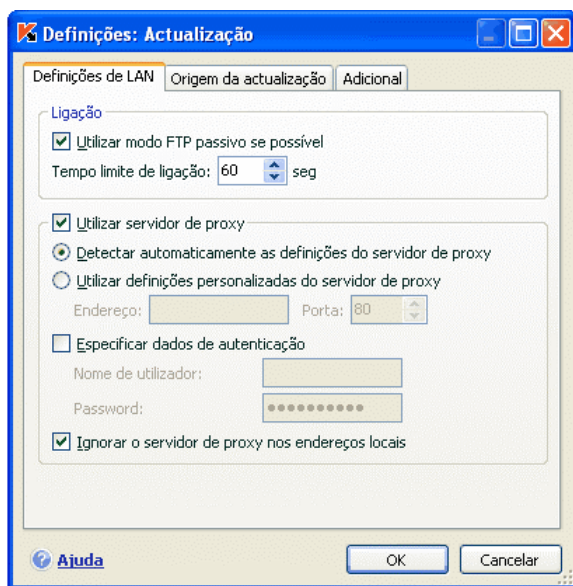 Definições: Actualização
Definições de LAN Origem da actualização Adicional
Ligação
Utilizar modo FTP passivo se possível
Tempo limite de ligação: 60 seg
Utilizar servidor de proxy
Detectar automaticamente as definições do servidor de proxy
Utilizar definições personalizadas do servidor de proxy
Endereço: Porta: 80
Especificar dados de autenticação
Nome de utilizador:
Password: ●●●●●●●●●●
Ignorar o servidor de proxy nos endereços locais
Ajuda OK Cancelar